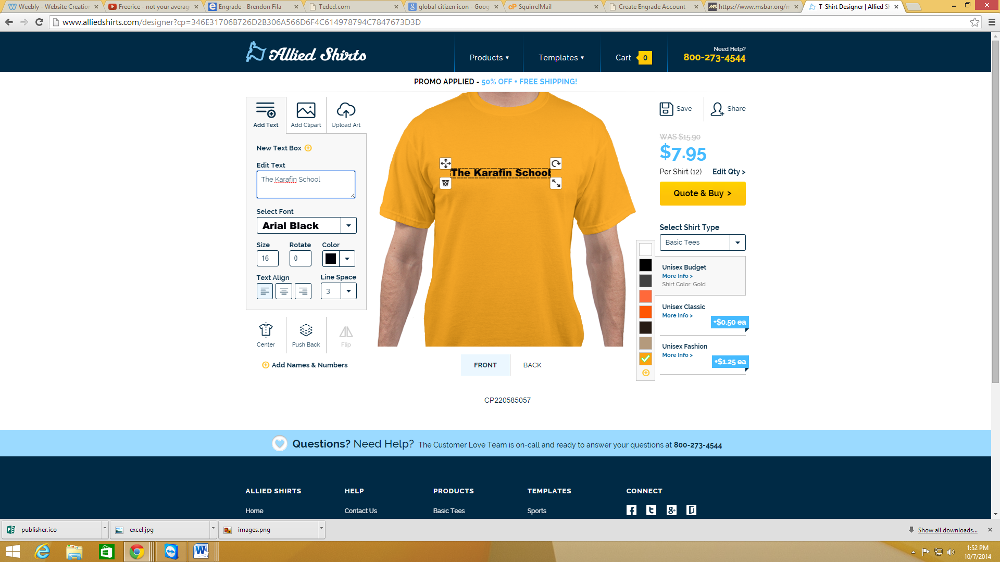 Weebly - Website Creation
Freerice - not your averag
Engrade - Brendon Fila
Teded.com
global citizen icon - Goog
SquirrelMail
Create Engrade Account -
https://www.msbar.org/m
T-Shirt Designer | Allied Sh
www.alliedshirts.com/designer?cp=346E31706B726D2B306A566D6F4C614978794C7847673D3D
Allied Shirts
Products
Templates
Cart
0
Need Help?
800-273-4544
PROMO APPLIED - 50% OFF + FREE SHIPPING!
Add Text
Add Clipart
Upload Art
New Text Box
Edit Text
The Karafin School
Select Font
Arial Black
Size
Rotate
Color
16
0
Text Align
Line Space
3
Center
Push Back
Flip
Add Names & Numbers
The Karafin School
FRONT
BACK
CP220585057
Save
Share
WAS $15.90
$7.95
Per Shirt (12)
Edit Qty >
Quote & Buy >
Select Shirt Type
Basic Tees
Unisex Budget
More Info >
Shirt Color: Gold
Unisex Classic
More Info >
+$0.50 ea
Unisex Fashion
More Info >
+$1.25 ea
Questions? Need Help? The Customer Love Team is on-call and ready to answer your questions at 800-273-4544
ALLIED SHIRTS
HELP
PRODUCTS
TEMPLATES
CONNECT
Home
Contact Us
Basic Tees
Sports
publisher.ico
excel.jpg
images.png
Show all downloads...
1:52 PM
10/7/2014